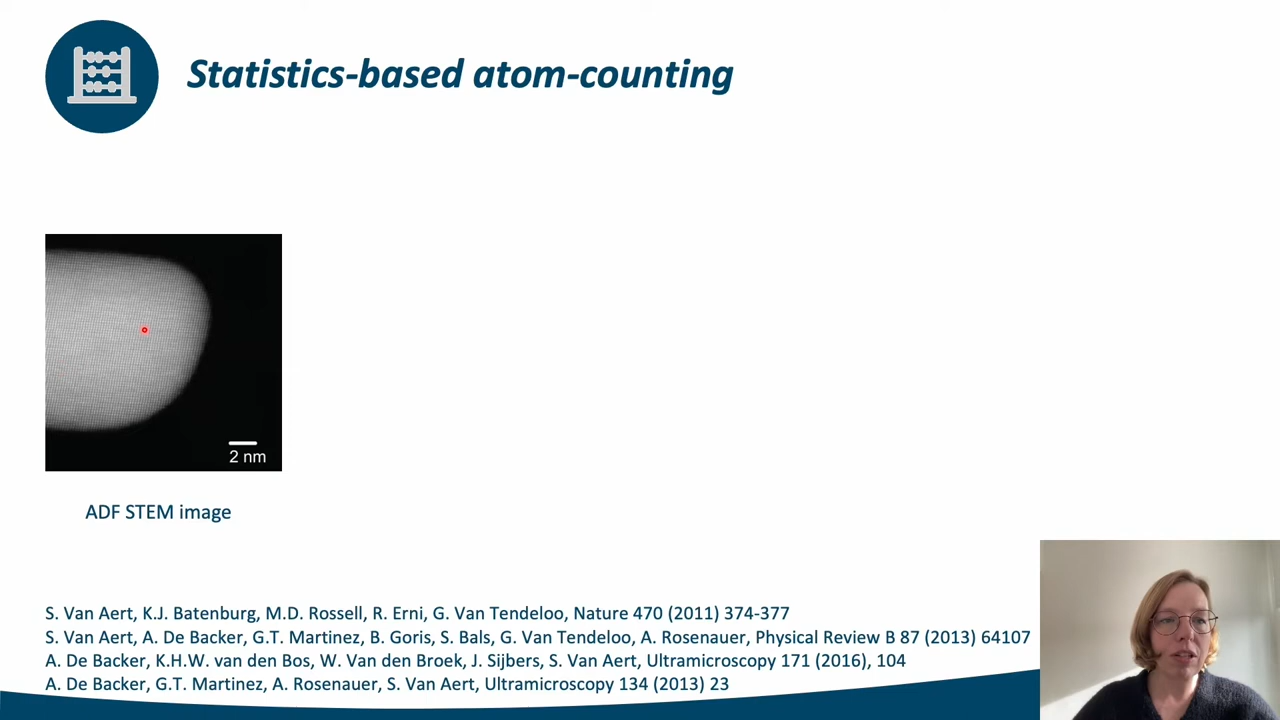 Statistics-based atom-counting
2 nm
ADF STEM image
S. Van Aert, K.J. Batenburg, M.D. Rossell, R. Erni, G. Van Tendeloo, Nature 470 (2011) 374-377
S. Van Aert, A. De Backer, G.T. Martinez, B. Goris, S. Bals, G. Van Tendeloo, A. Rosenauer, Physical Review B 87 (2013) 64107
A. De Backer, K.H.W. van den Bos, W. Van den Broek, J. Sijbers, S. Van Aert, Ultramicroscopy 171 (2016), 104
A. De Backer, G.T. Martinez, A. Rosenauer, S. Van Aert, Ultramicroscopy 134 (2013) 23